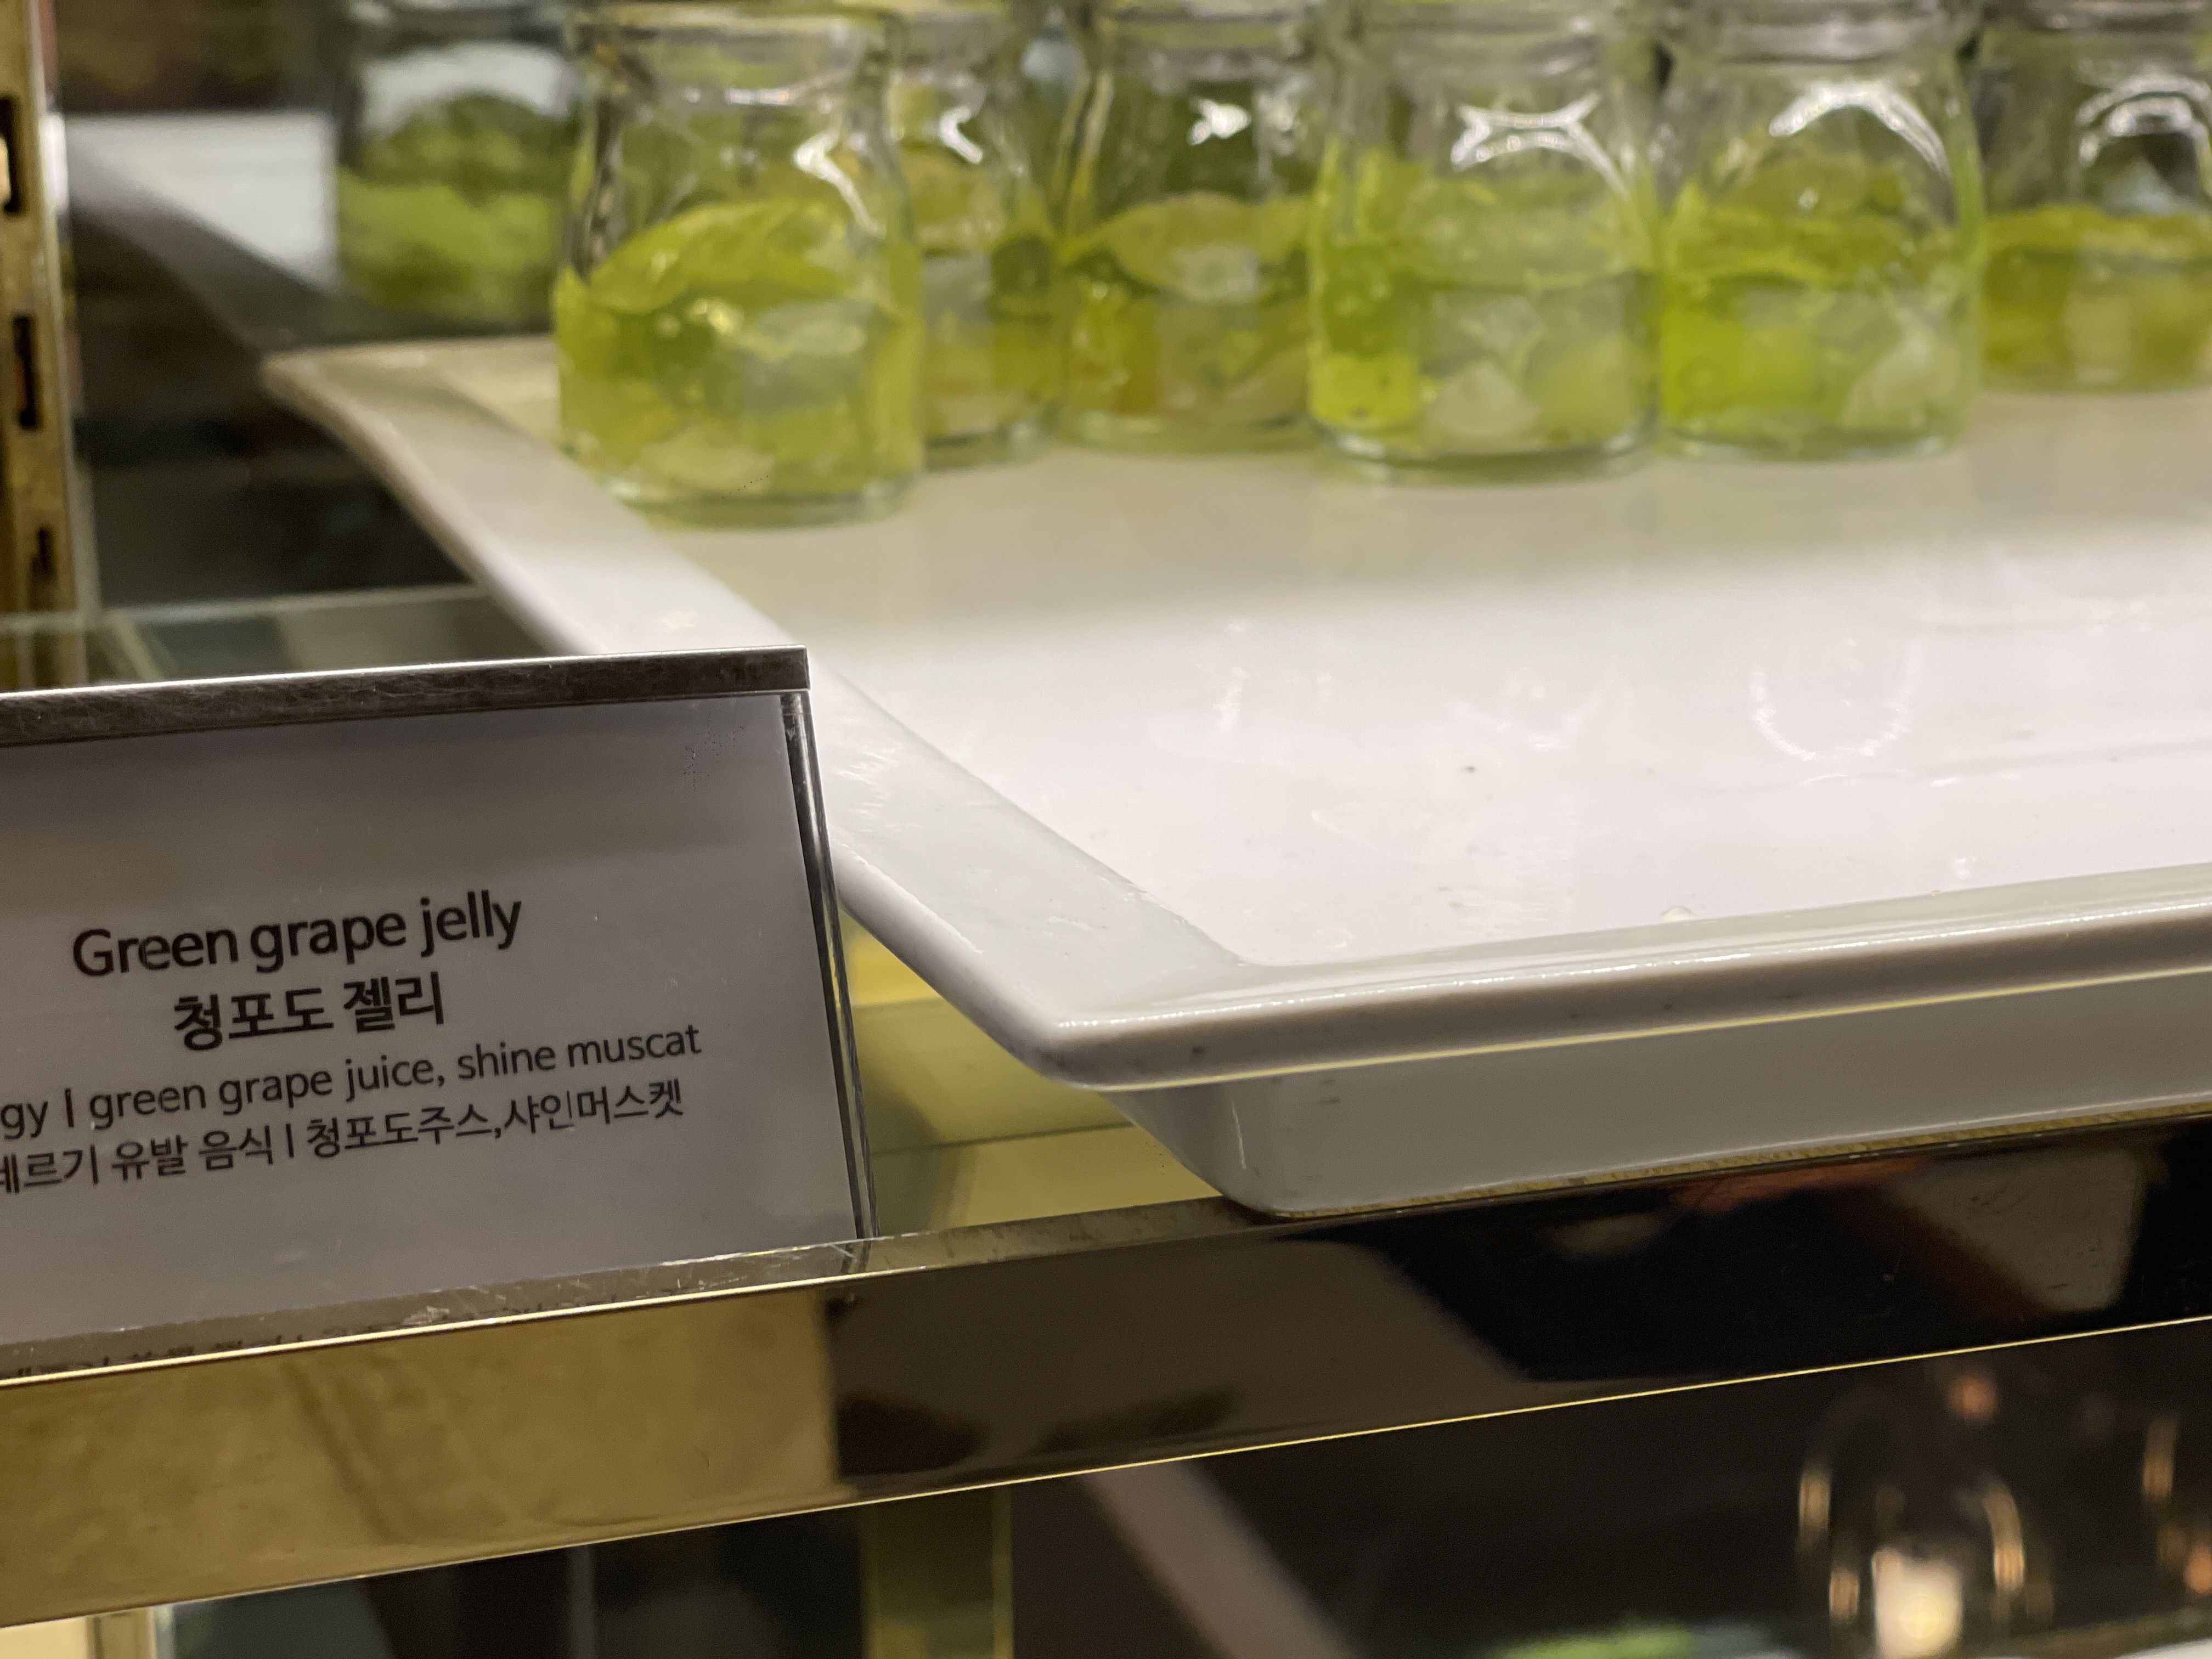 Green grape jelly
청포도 젤리
gy | green grape juice, shine muscat
레르기 유발 음식 | 청포도주스,샤인머스켓